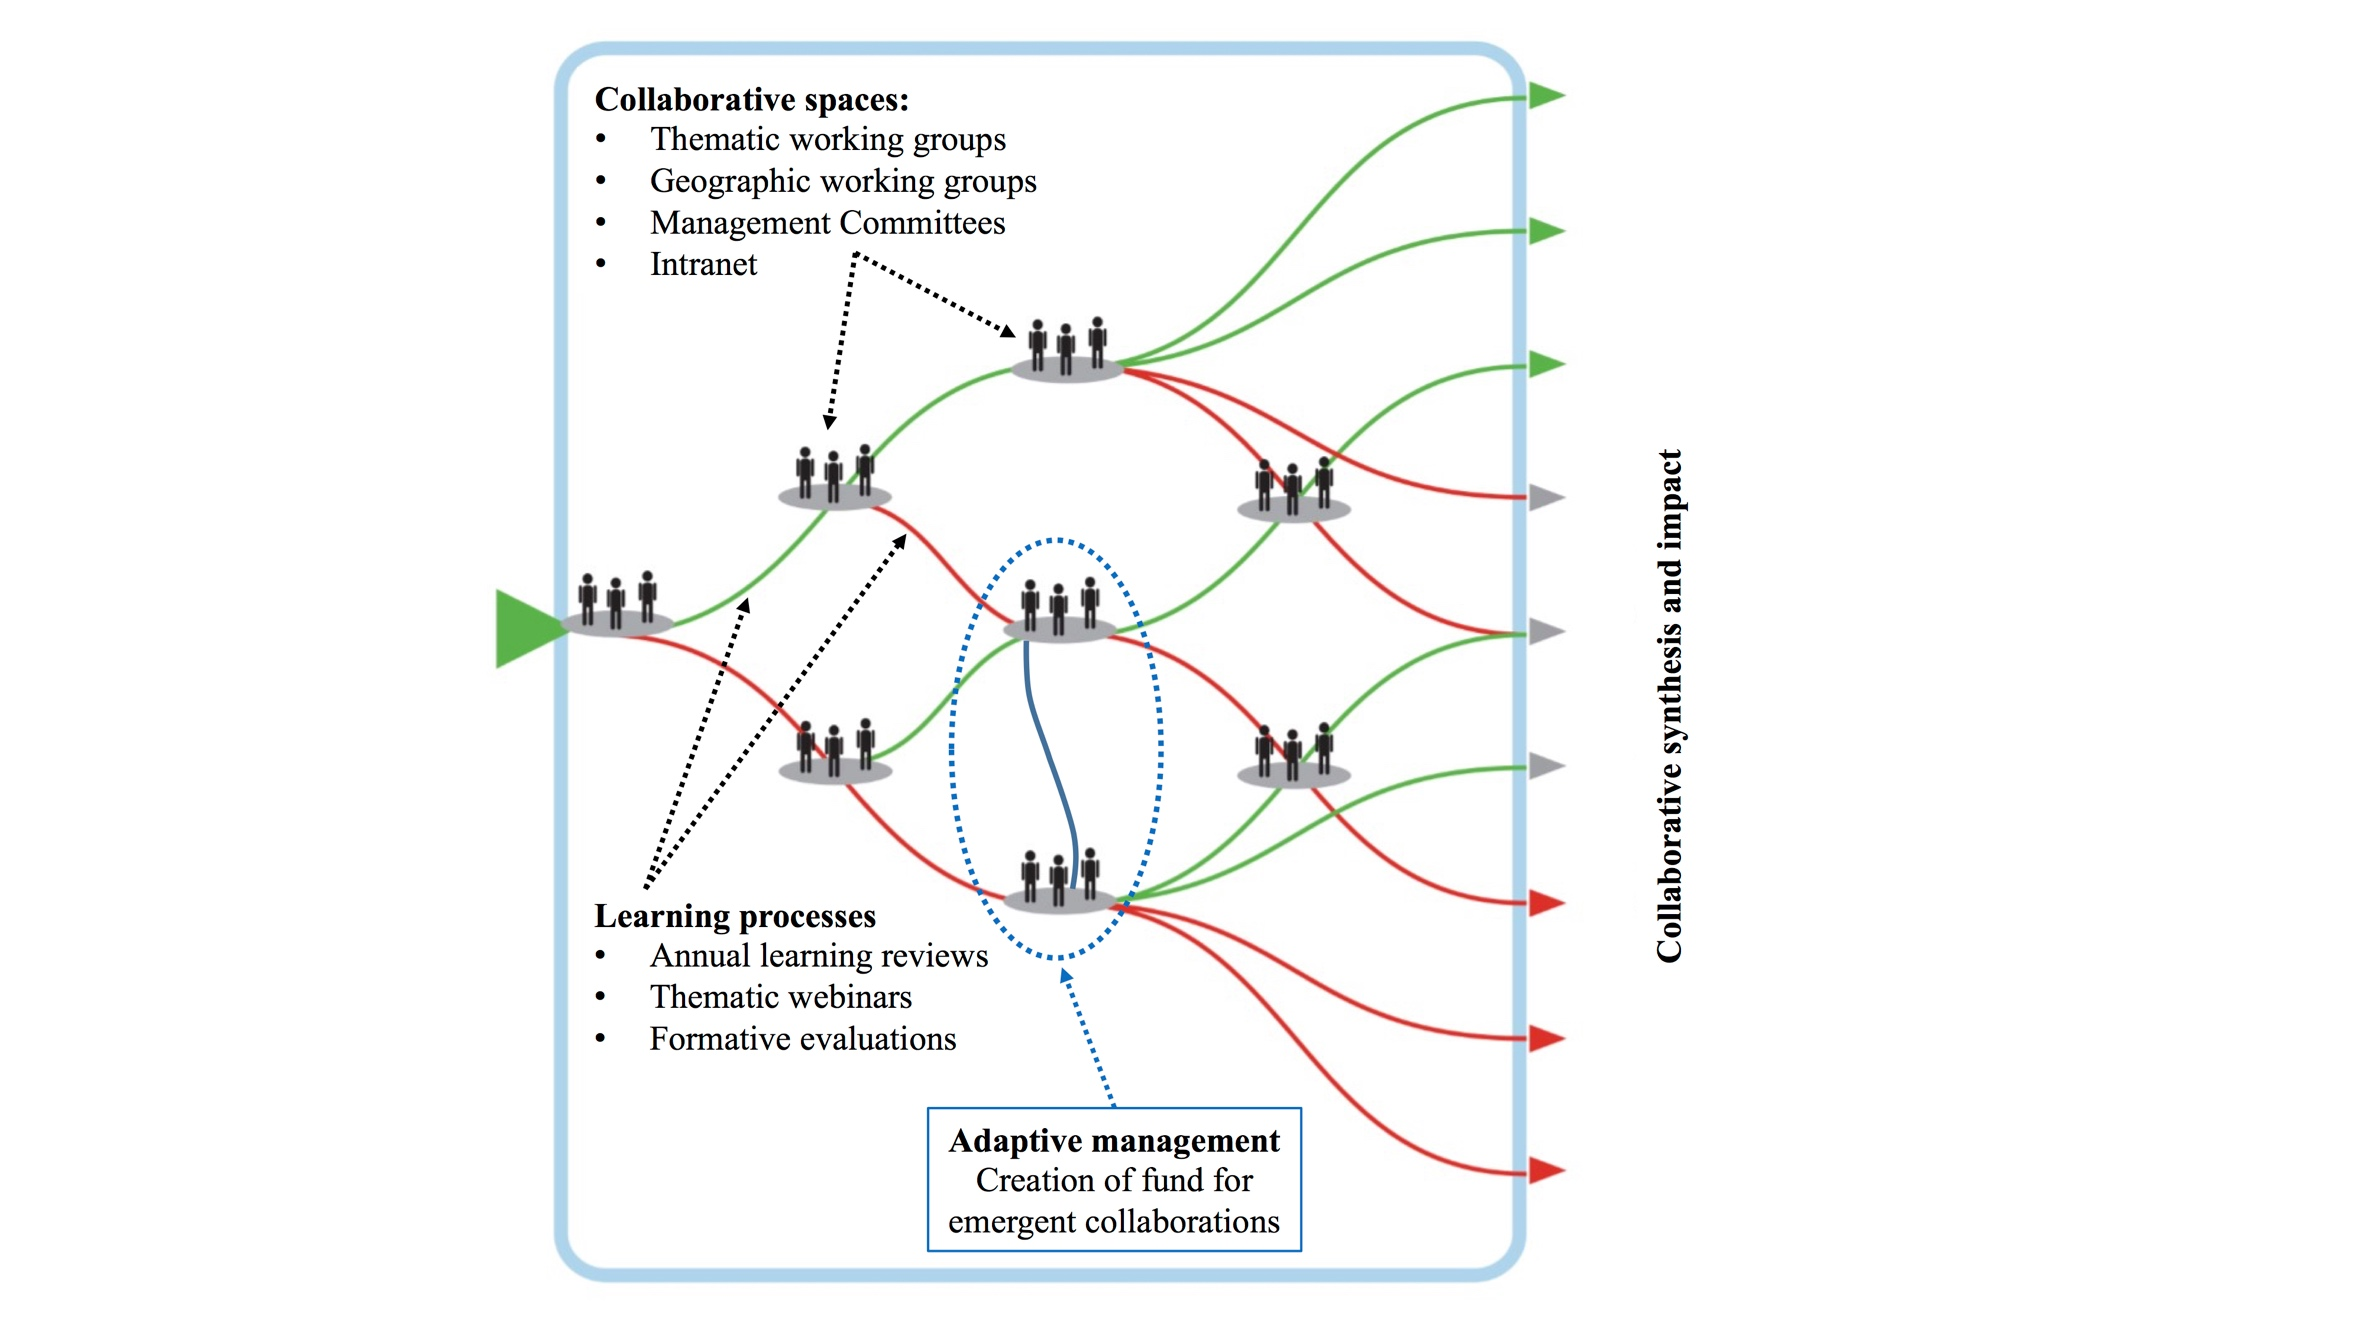 Collaborative spaces:
• Thematic working groups
• Geographic working groups
• Management Committees
• Intranet
Learning processes
• Annual learning reviews
• Thematic webinars
• Formative evaluations
Adaptive management
Creation of fund for
emergent collaborations
Collaborative synthesis and impact